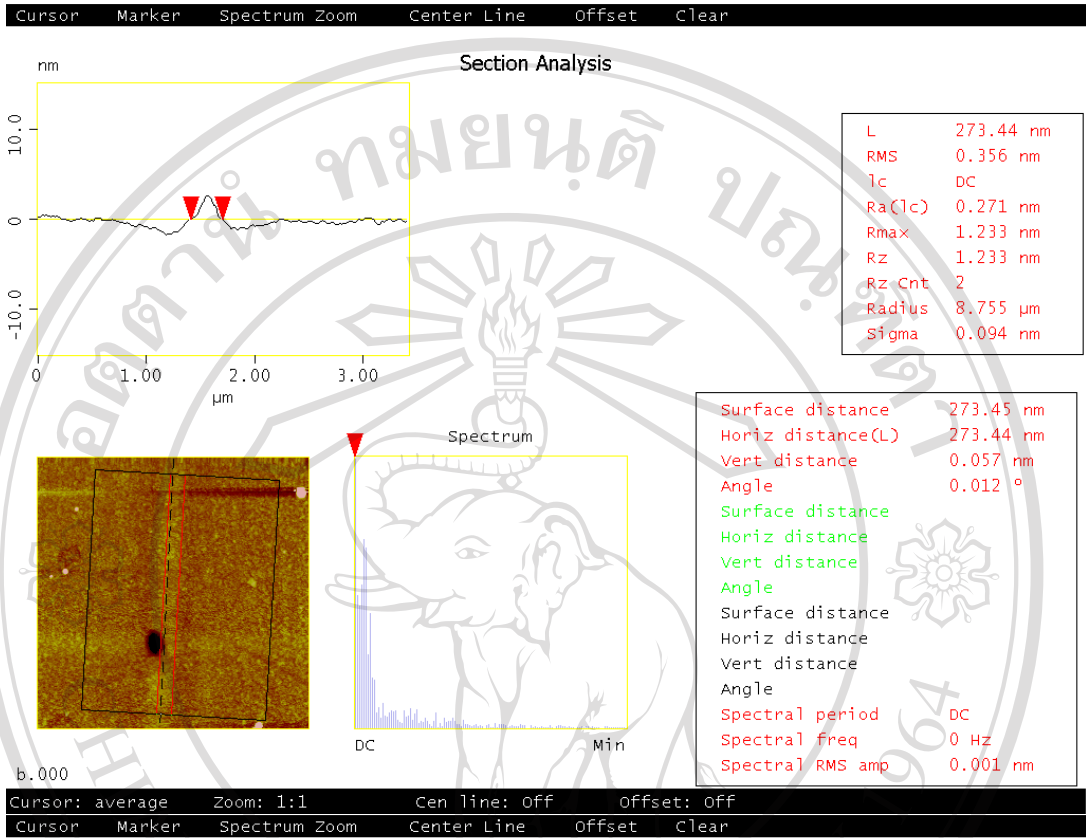 Cursor Marker Spectrum Zoom Center Line Offset Clear
Section Analysis
nm
10.0
0
-10.0
0 1.00 2.00 3.00
µm
L 273.44 nm
RMS 0.356 nm
lc DC
Ra(lc) 0.271 nm
Rmax 1.233 nm
Rz 1.233 nm
Rz Cnt 2
Radius 8.755 µm
Sigma 0.094 nm
Surface distance 273.45 nm
Horiz distance(L) 273.44 nm
Vert distance 0.057 nm
Angle 0.012 °
Surface distance
Horiz distance
Vert distance
Angle
Surface distance
Horiz distance
Vert distance
Angle
Spectral period DC
Spectral freq 0 Hz
Spectral RMS amp 0.001 nm
Spectrum
DC Min
b.000
Cursor: average Zoom: 1:1 Cen line: Off Offset: Off
Cursor Marker Spectrum Zoom Center Line Offset Clear
964